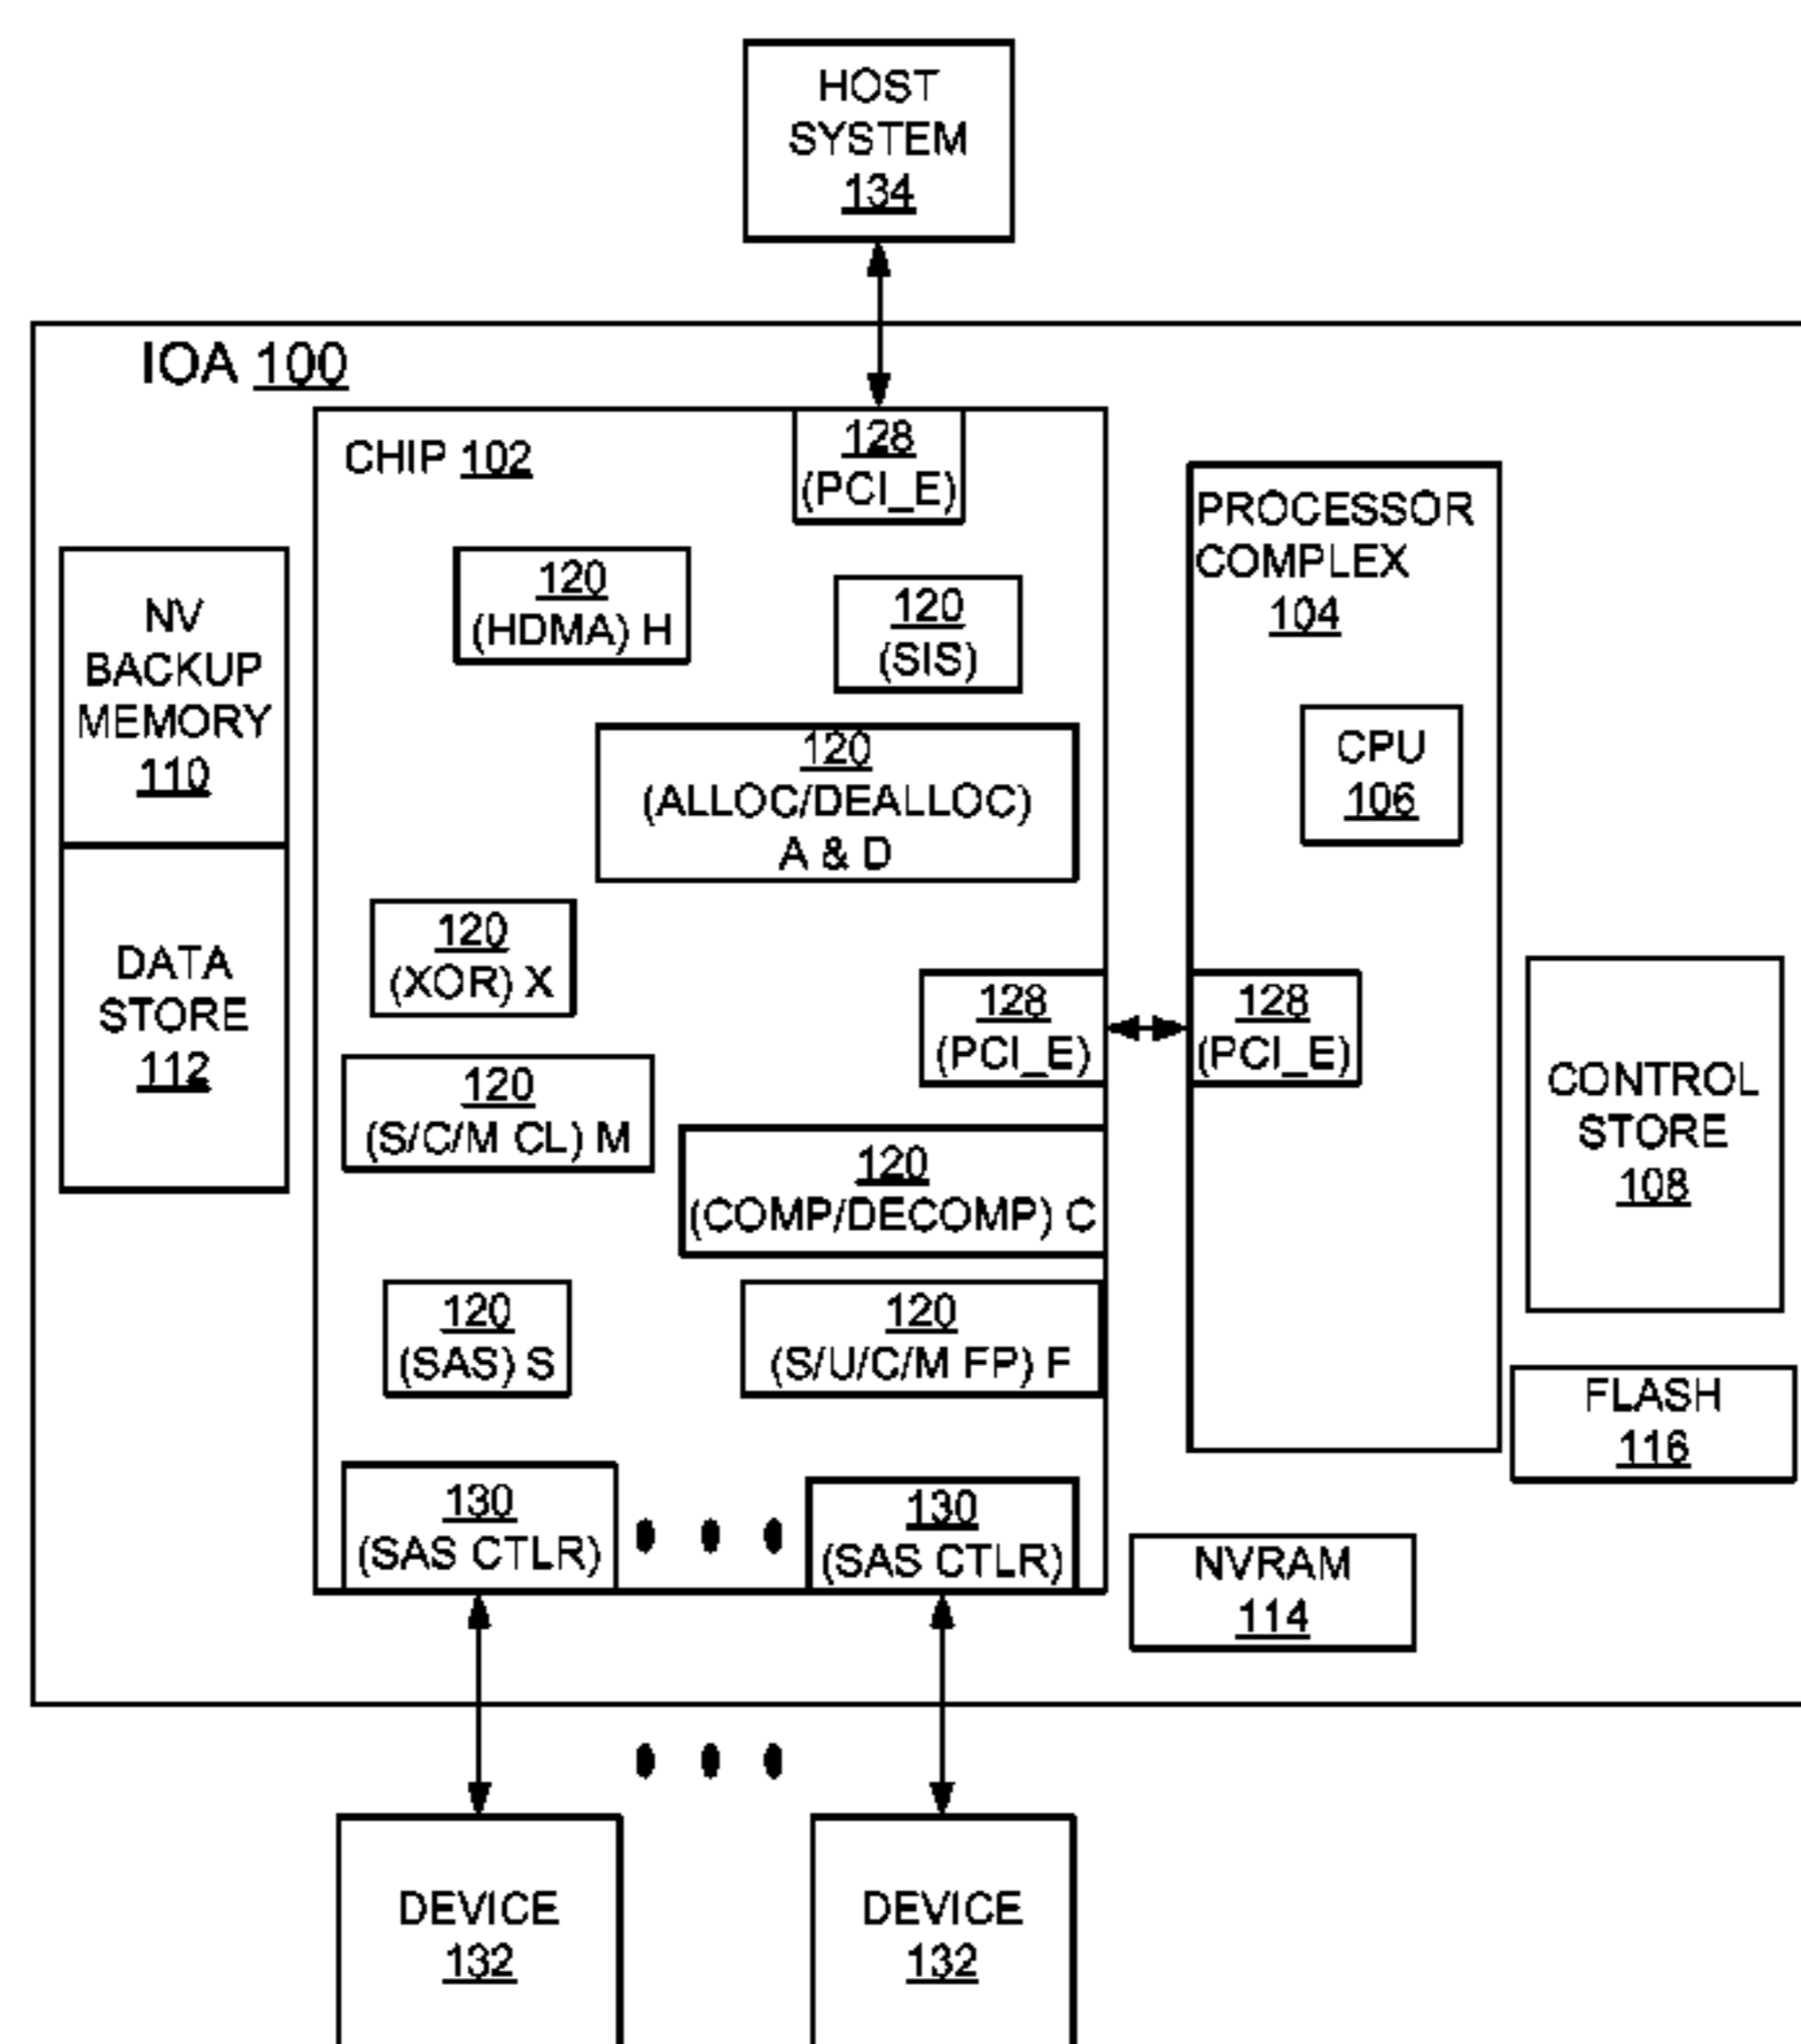 HOST
SYSTEM
134
IOA 100
CHIP 102
128
(PCI_E)
PROCESSOR
COMPLEX
104
120
(HDMA) H
120
(SIS)
NV
BACKUP
MEMORY
110
CPU
106
120
(ALLOC/DEALLOC)
A & D
DATA
STORE
112
120
(XOR) X
128
(PCI_E)
128
(PCI_E)
CONTROL
STORE
108
120
(S/C/M CL) M
120
(COMP/DECOMP) C
120
(SAS) S
120
(S/U/C/M FP) F
FLASH
116
130
(SAS CTLR)
130
(SAS CTLR)
NVRAM
114
DEVICE
132
DEVICE
132